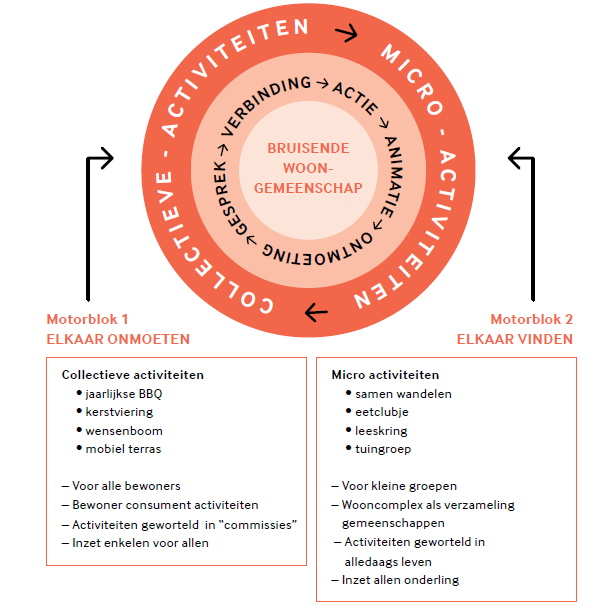 COLLECTIEVE - ACTIVITEITEN → MICRO - ACTIVITEITEN →
VERBINDING → ACTIE → ANIMATIE → ONTMOETING → GESPREK →
BRUISENDE
WOON-
GEMEENSCHAP
Motorblok 1
ELKAAR ONMOETEN
Collectieve activiteiten
• jaarlijkse BBQ
• kerstviering
• wensenboom
• mobiel terras
– Voor alle bewoners
– Bewoner consument activiteiten
– Activiteiten geworteld in “commissies”
– Inzet enkelen voor allen
Motorblok 2
ELKAAR VINDEN
Micro activiteiten
• samen wandelen
• eetclubje
• leeskring
• tuingroep
– Voor kleine groepen
– Wooncomplex als verzameling
gemeenschappen
– Activiteiten geworteld in
alledaags leven
– Inzet allen onderling